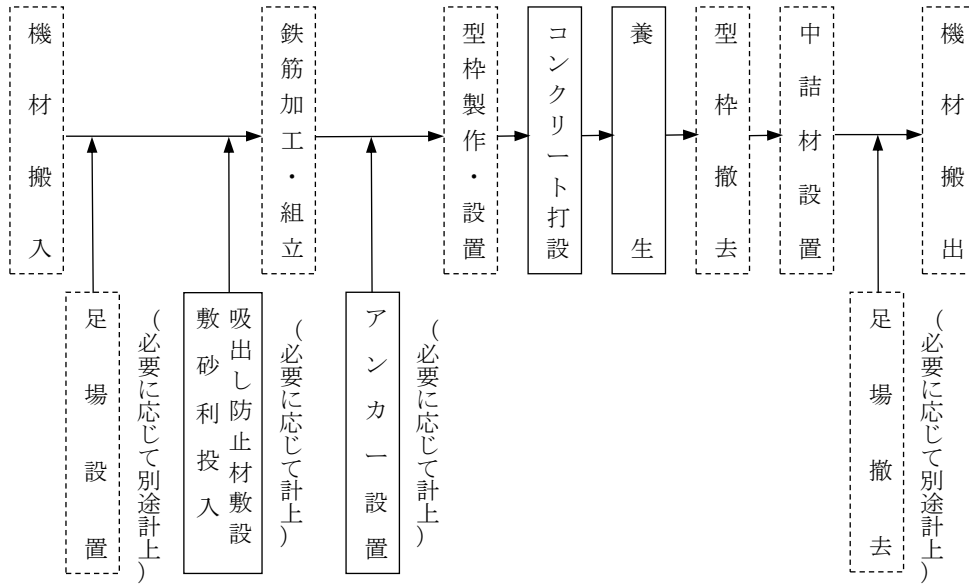 機材搬入
鉄筋加工・組立
型枠製作・設置
コンクリート打設
養生
型枠撤去
中詰材設置
機材搬出
足場設置
(必要に応じて別途計上)
吸出し防止材敷設
敷砂利投入
(必要に応じて計上)
アンカー設置
(必要に応じて計上)
足場撤去
(必要に応じて別途計上)